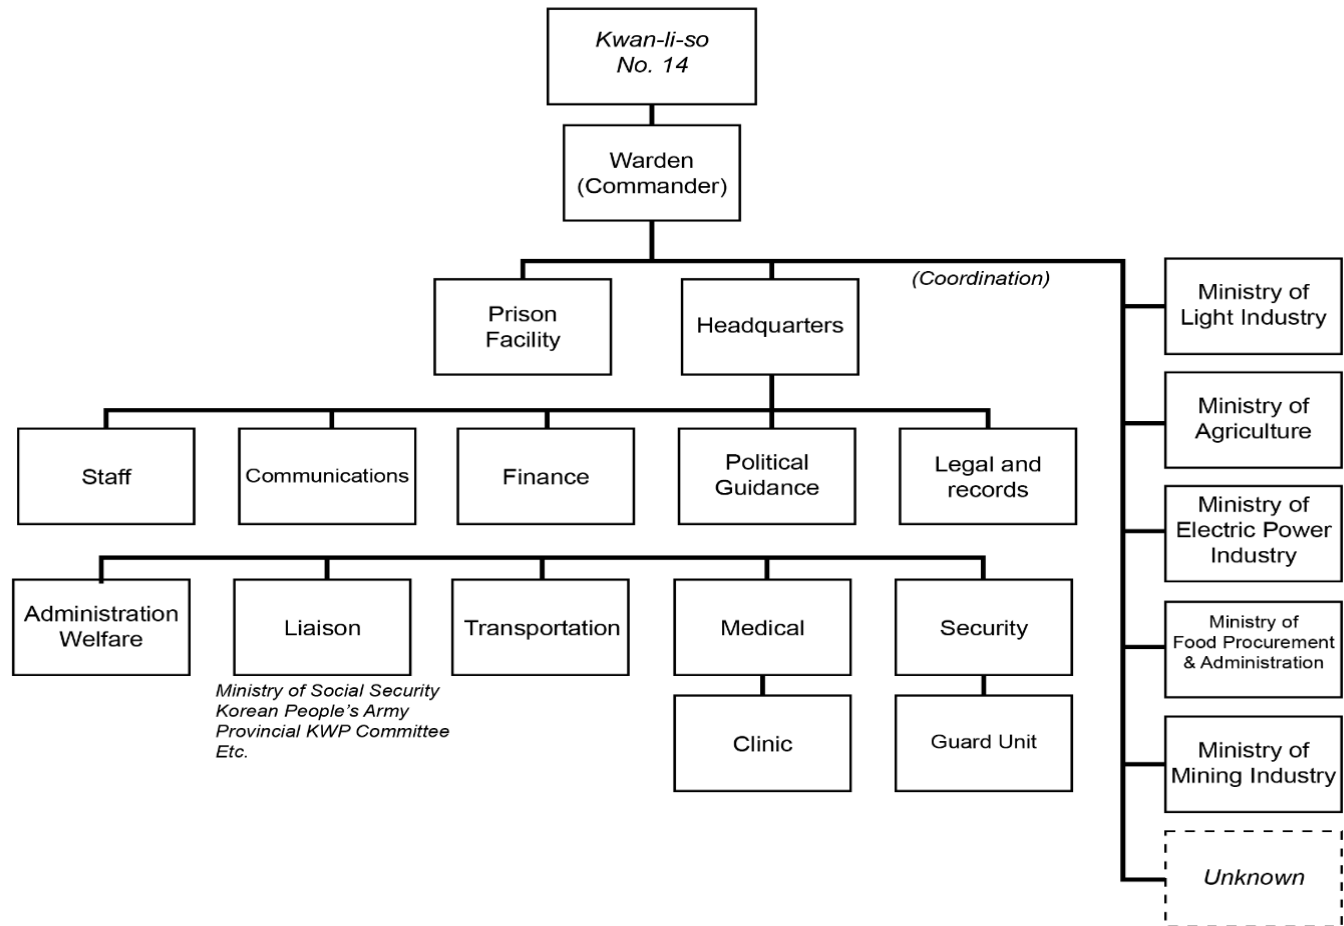 Kwan-li-so
No. 14
Warden
(Commander)
(Coordination)
Prison
Facility
Headquarters
Staff
Communications
Finance
Political
Guidance
Legal and
records
Administration
Welfare
Liaison
Transportation
Medical
Security
Ministry of Social Security
Korean People's Army
Provincial KWP Committee
Etc.
Clinic
Guard Unit
Ministry of
Light Industry
Ministry of
Agriculture
Ministry of
Electric Power
Industry
Ministry of
Food Procurement
& Administration
Ministry of
Mining Industry
Unknown